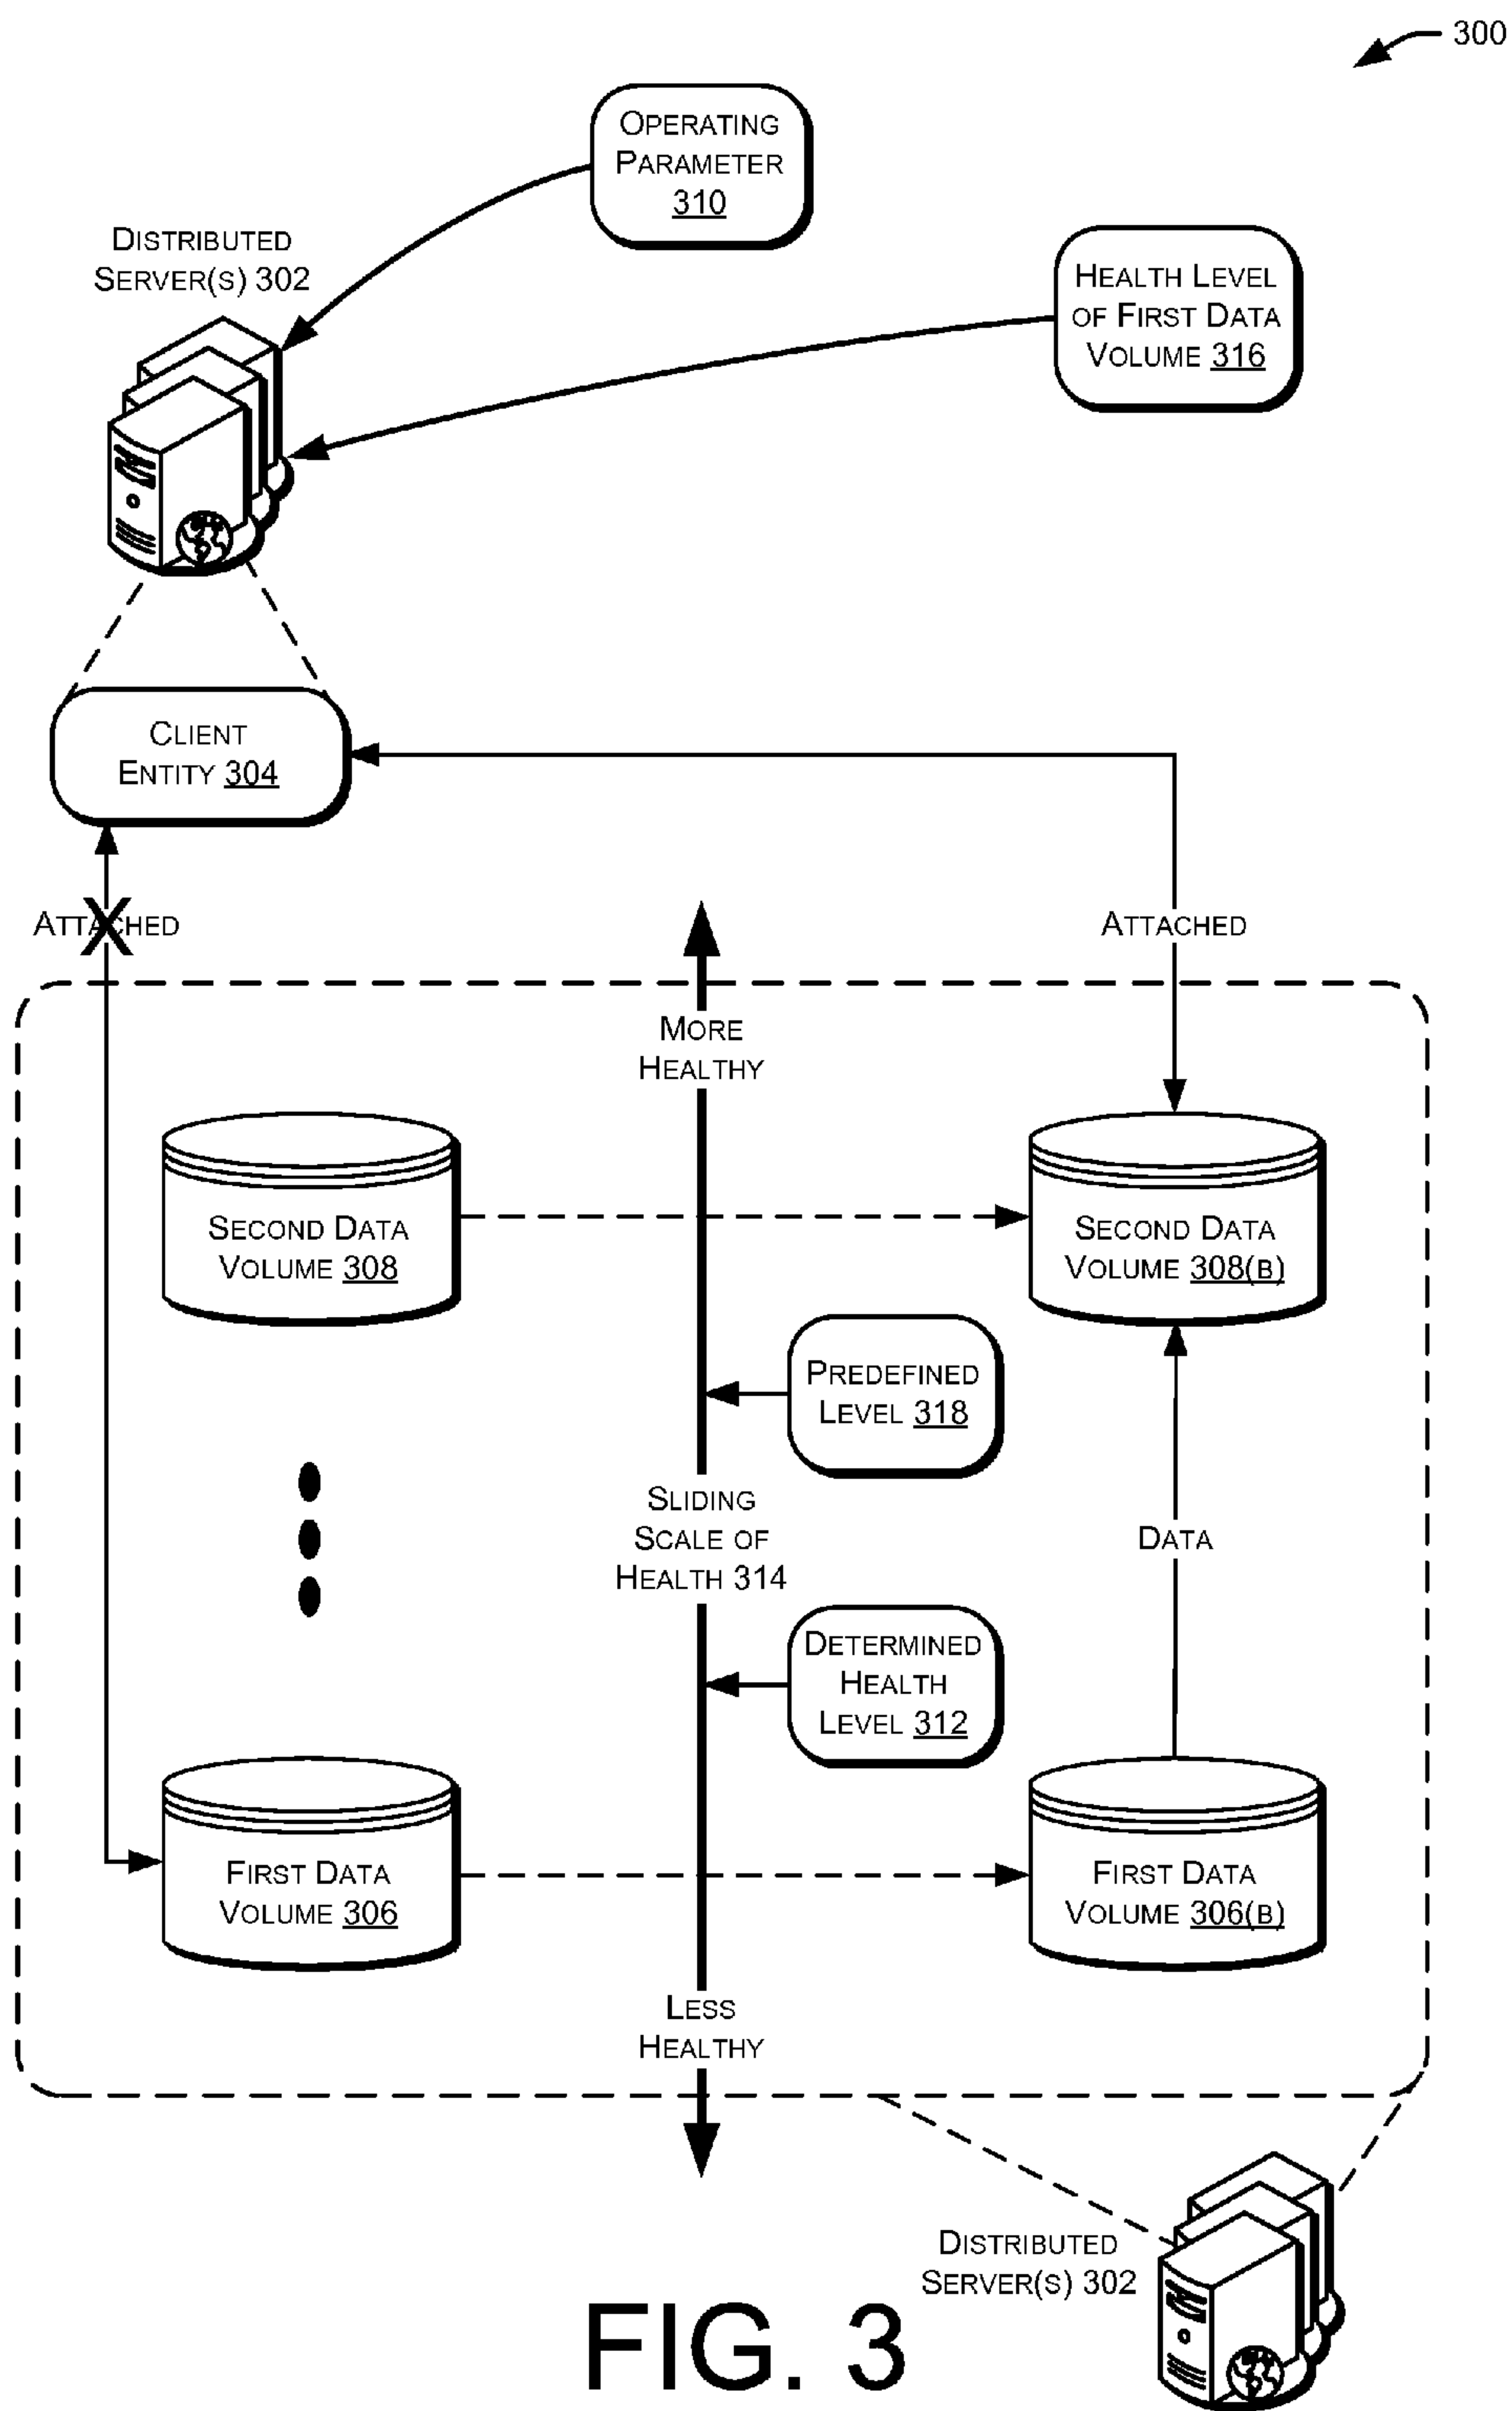 300
OPERATING
PARAMETER
310
DISTRIBUTED
SERVER(S) 302
HEALTH LEVEL
OF FIRST DATA
VOLUME 316
CLIENT
ENTITY 304
ATTACHED
ATTACHED
MORE
HEALTHY
SECOND DATA
VOLUME 308
SECOND DATA
VOLUME 308(B)
PREDEFINED
LEVEL 318
SLIDING
SCALE OF
HEALTH 314
DATA
DETERMINED
HEALTH
LEVEL 312
FIRST DATA
VOLUME 306
FIRST DATA
VOLUME 306(B)
LESS
HEALTHY
DISTRIBUTED
SERVER(S) 302
FIG. 3